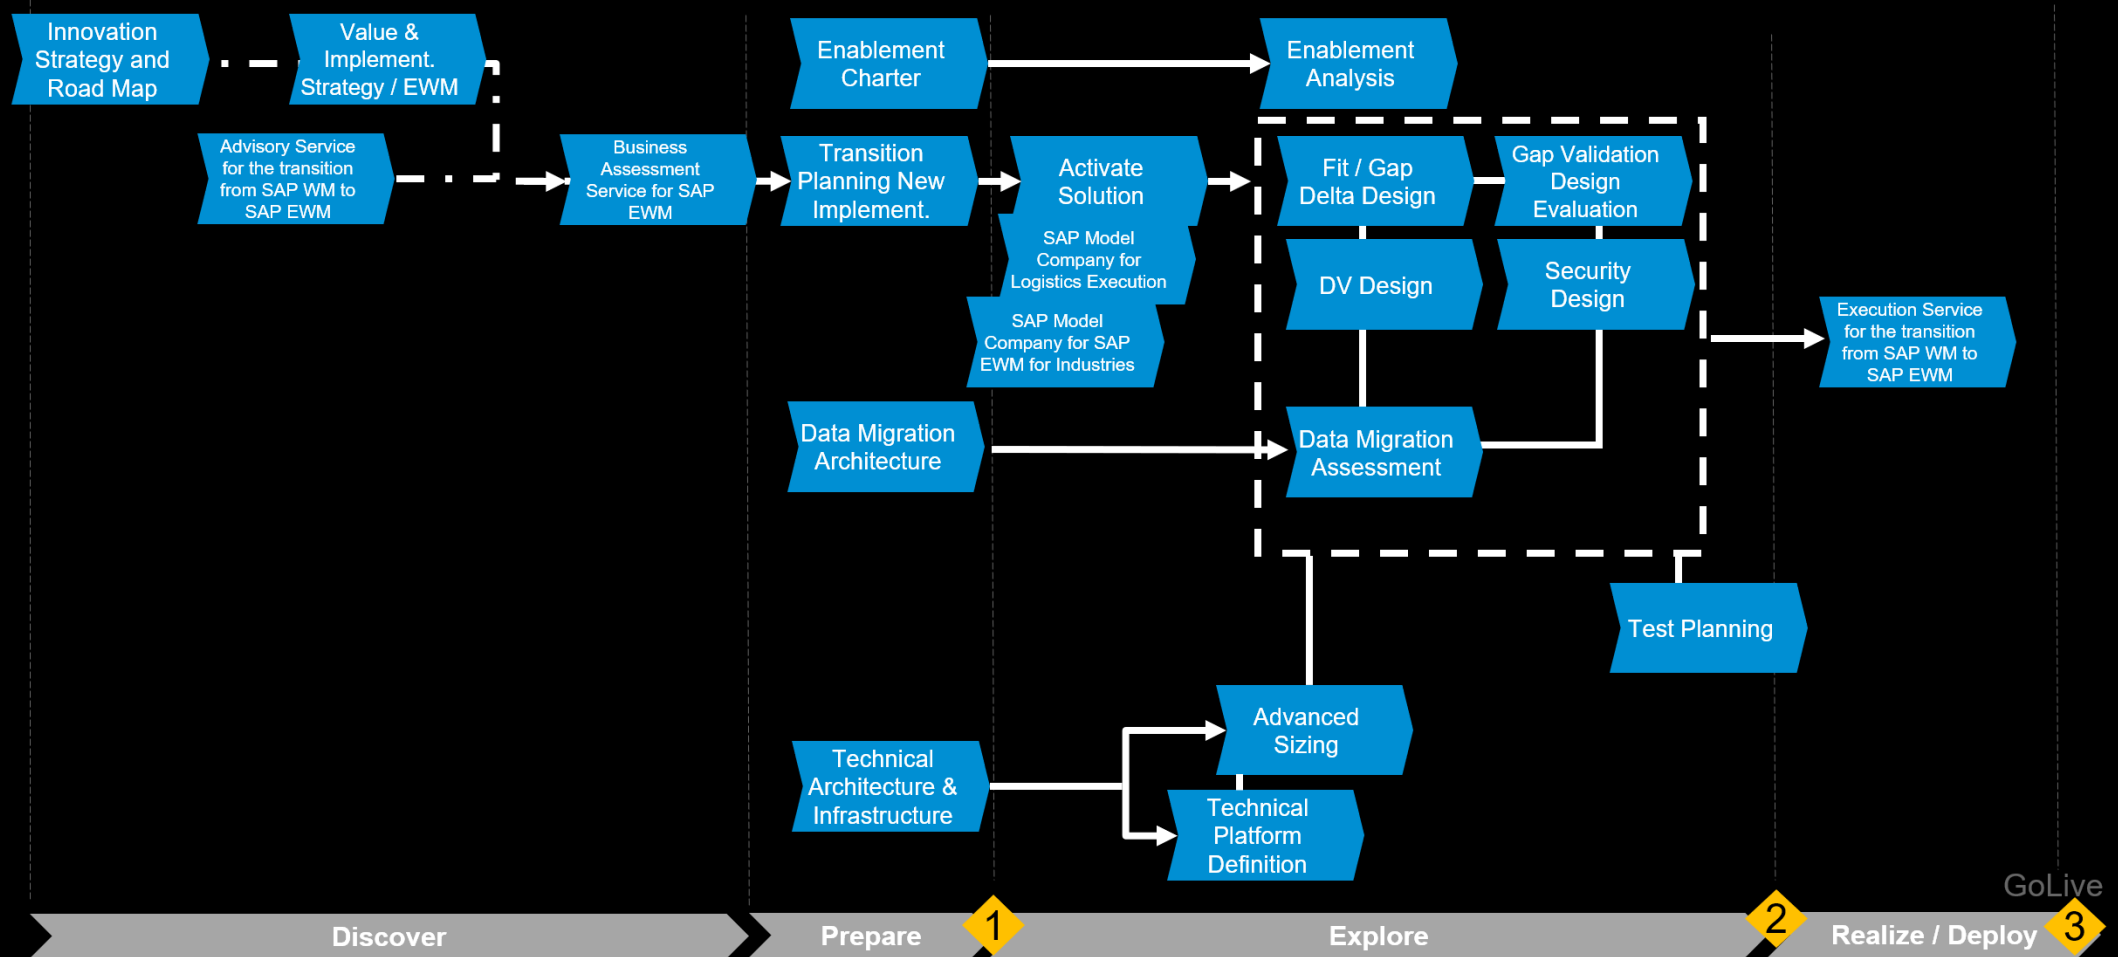 Innovation
Strategy and
Road Map
Value &
Implement.
Strategy / EWM
Advisory Service
for the transition
from SAP WM to
SAP EWM
Business
Assessment
Service for SAP
EWM
Enablement
Charter
Enablement
Analysis
Transition
Planning New
Implement.
Activate
Solution
SAP Model
Company for
Logistics Execution
SAP Model
Company for SAP
EWM for Industries
Fit / Gap
Delta Design
Gap Validation
Design
Evaluation
DV Design
Security
Design
Execution Service
for the transition
from SAP WM to
SAP EWM
Data Migration
Architecture
Data Migration
Assessment
Test Planning
Advanced
Sizing
Technical
Architecture &
Infrastructure
Technical
Platform
Definition
GoLive
Discover
Prepare
1
Explore
2
Realize / Deploy
3